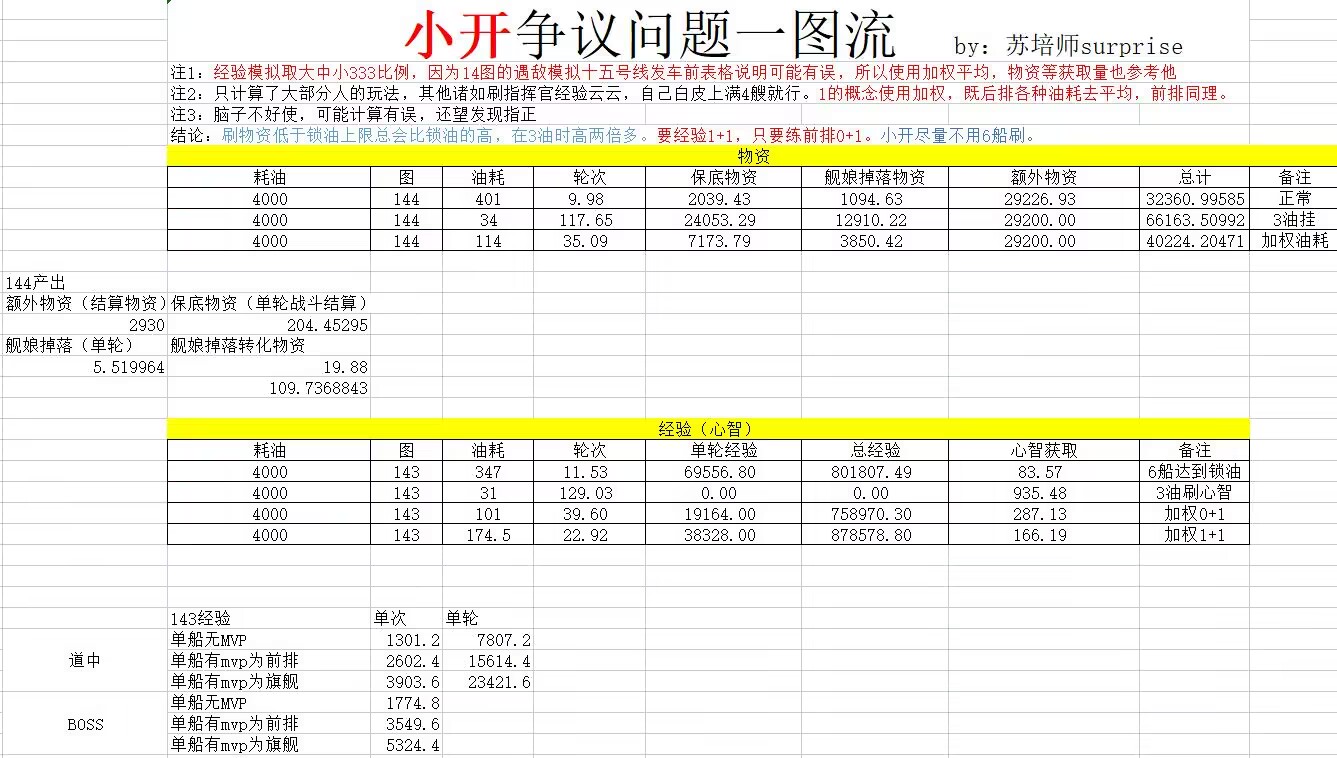 小开争议问题一图流 by：苏培师surprise
注1：经验模拟取大中小333比例，因为14图的遇敌模拟十五号线发车前表格说明可能有误，所以使用加权平均，物资等获取量也参考他
注2：只计算了大部分人的玩法，其他诸如刷指挥官经验云云，自己白皮上满4艘就行。1的概念使用加权，既后排各种油耗去平均，前排同理。
注3：脑子不好使，可能计算有误，还望发现指正
结论：刷物资低于锁油上限总会比锁油的高，在3油时高两倍多。要经验1+1，只要练前排0+1。小开尽量不用6船刷。
物资
耗油 图 油耗 轮次 保底物资 舰娘掉落物资 额外物资 总计 备注
4000 144 401 9.98 2039.43 1094.63 29226.93 32360.99585 正常
4000 144 34 117.65 24053.29 12910.22 29200.00 66163.50992 3油挂
4000 144 114 35.09 7173.79 3850.42 29200.00 40224.20471 加权油耗
144产出
额外物资（结算物资） 保底物资（单轮战斗结算）
2930 204.45295
舰娘掉落（单轮） 舰娘掉落转化物资
5.519964 19.88
109.7368843
经验（心智）
耗油 图 油耗 轮次 单轮经验 总经验 心智获取 备注
4000 143 347 11.53 69556.80 801807.49 83.57 6船达到锁油
4000 143 31 129.03 0.00 0.00 935.48 3油刷心智
4000 143 101 39.60 19164.00 758970.30 287.13 加权0+1
4000 143 174.5 22.92 38328.00 878578.80 166.19 加权1+1
143经验 单次 单轮
单船无MVP 1301.2 7807.2
道中 单船有mvp为前排 2602.4 15614.4
单船有mvp为旗舰 3903.6 23421.6
单船无MVP 1774.8
BOSS 单船有mvp为前排 3549.6
单船有mvp为旗舰 5324.4